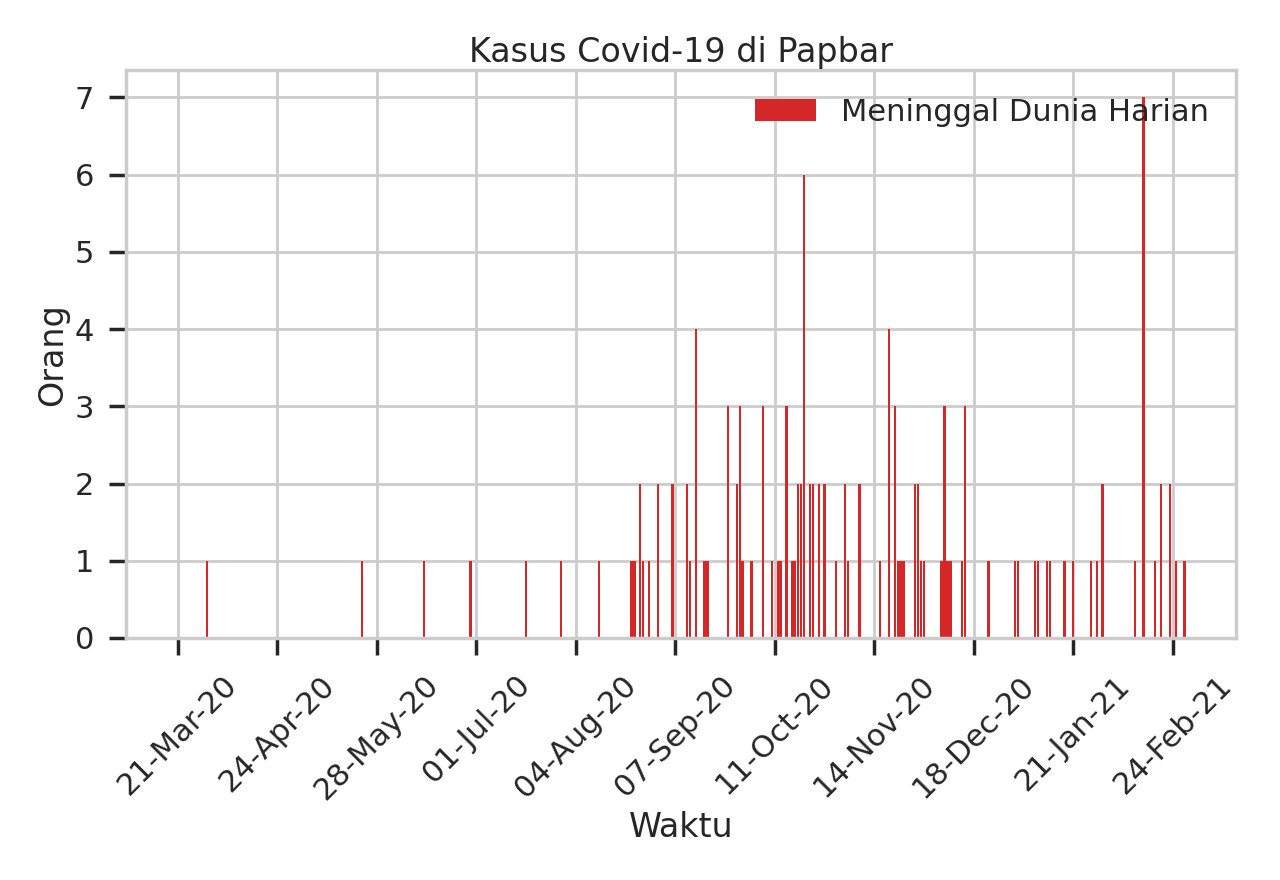 Kasus Covid-19 di Papbar
Meninggal Dunia Harian
Orang
7
6
5
4
3
2
1
0
21-Mar-20
24-Apr-20
28-May-20
01-Jul-20
04-Aug-20
07-Sep-20
11-Oct-20
14-Nov-20
18-Dec-20
21-Jan-21
24-Feb-21
Waktu